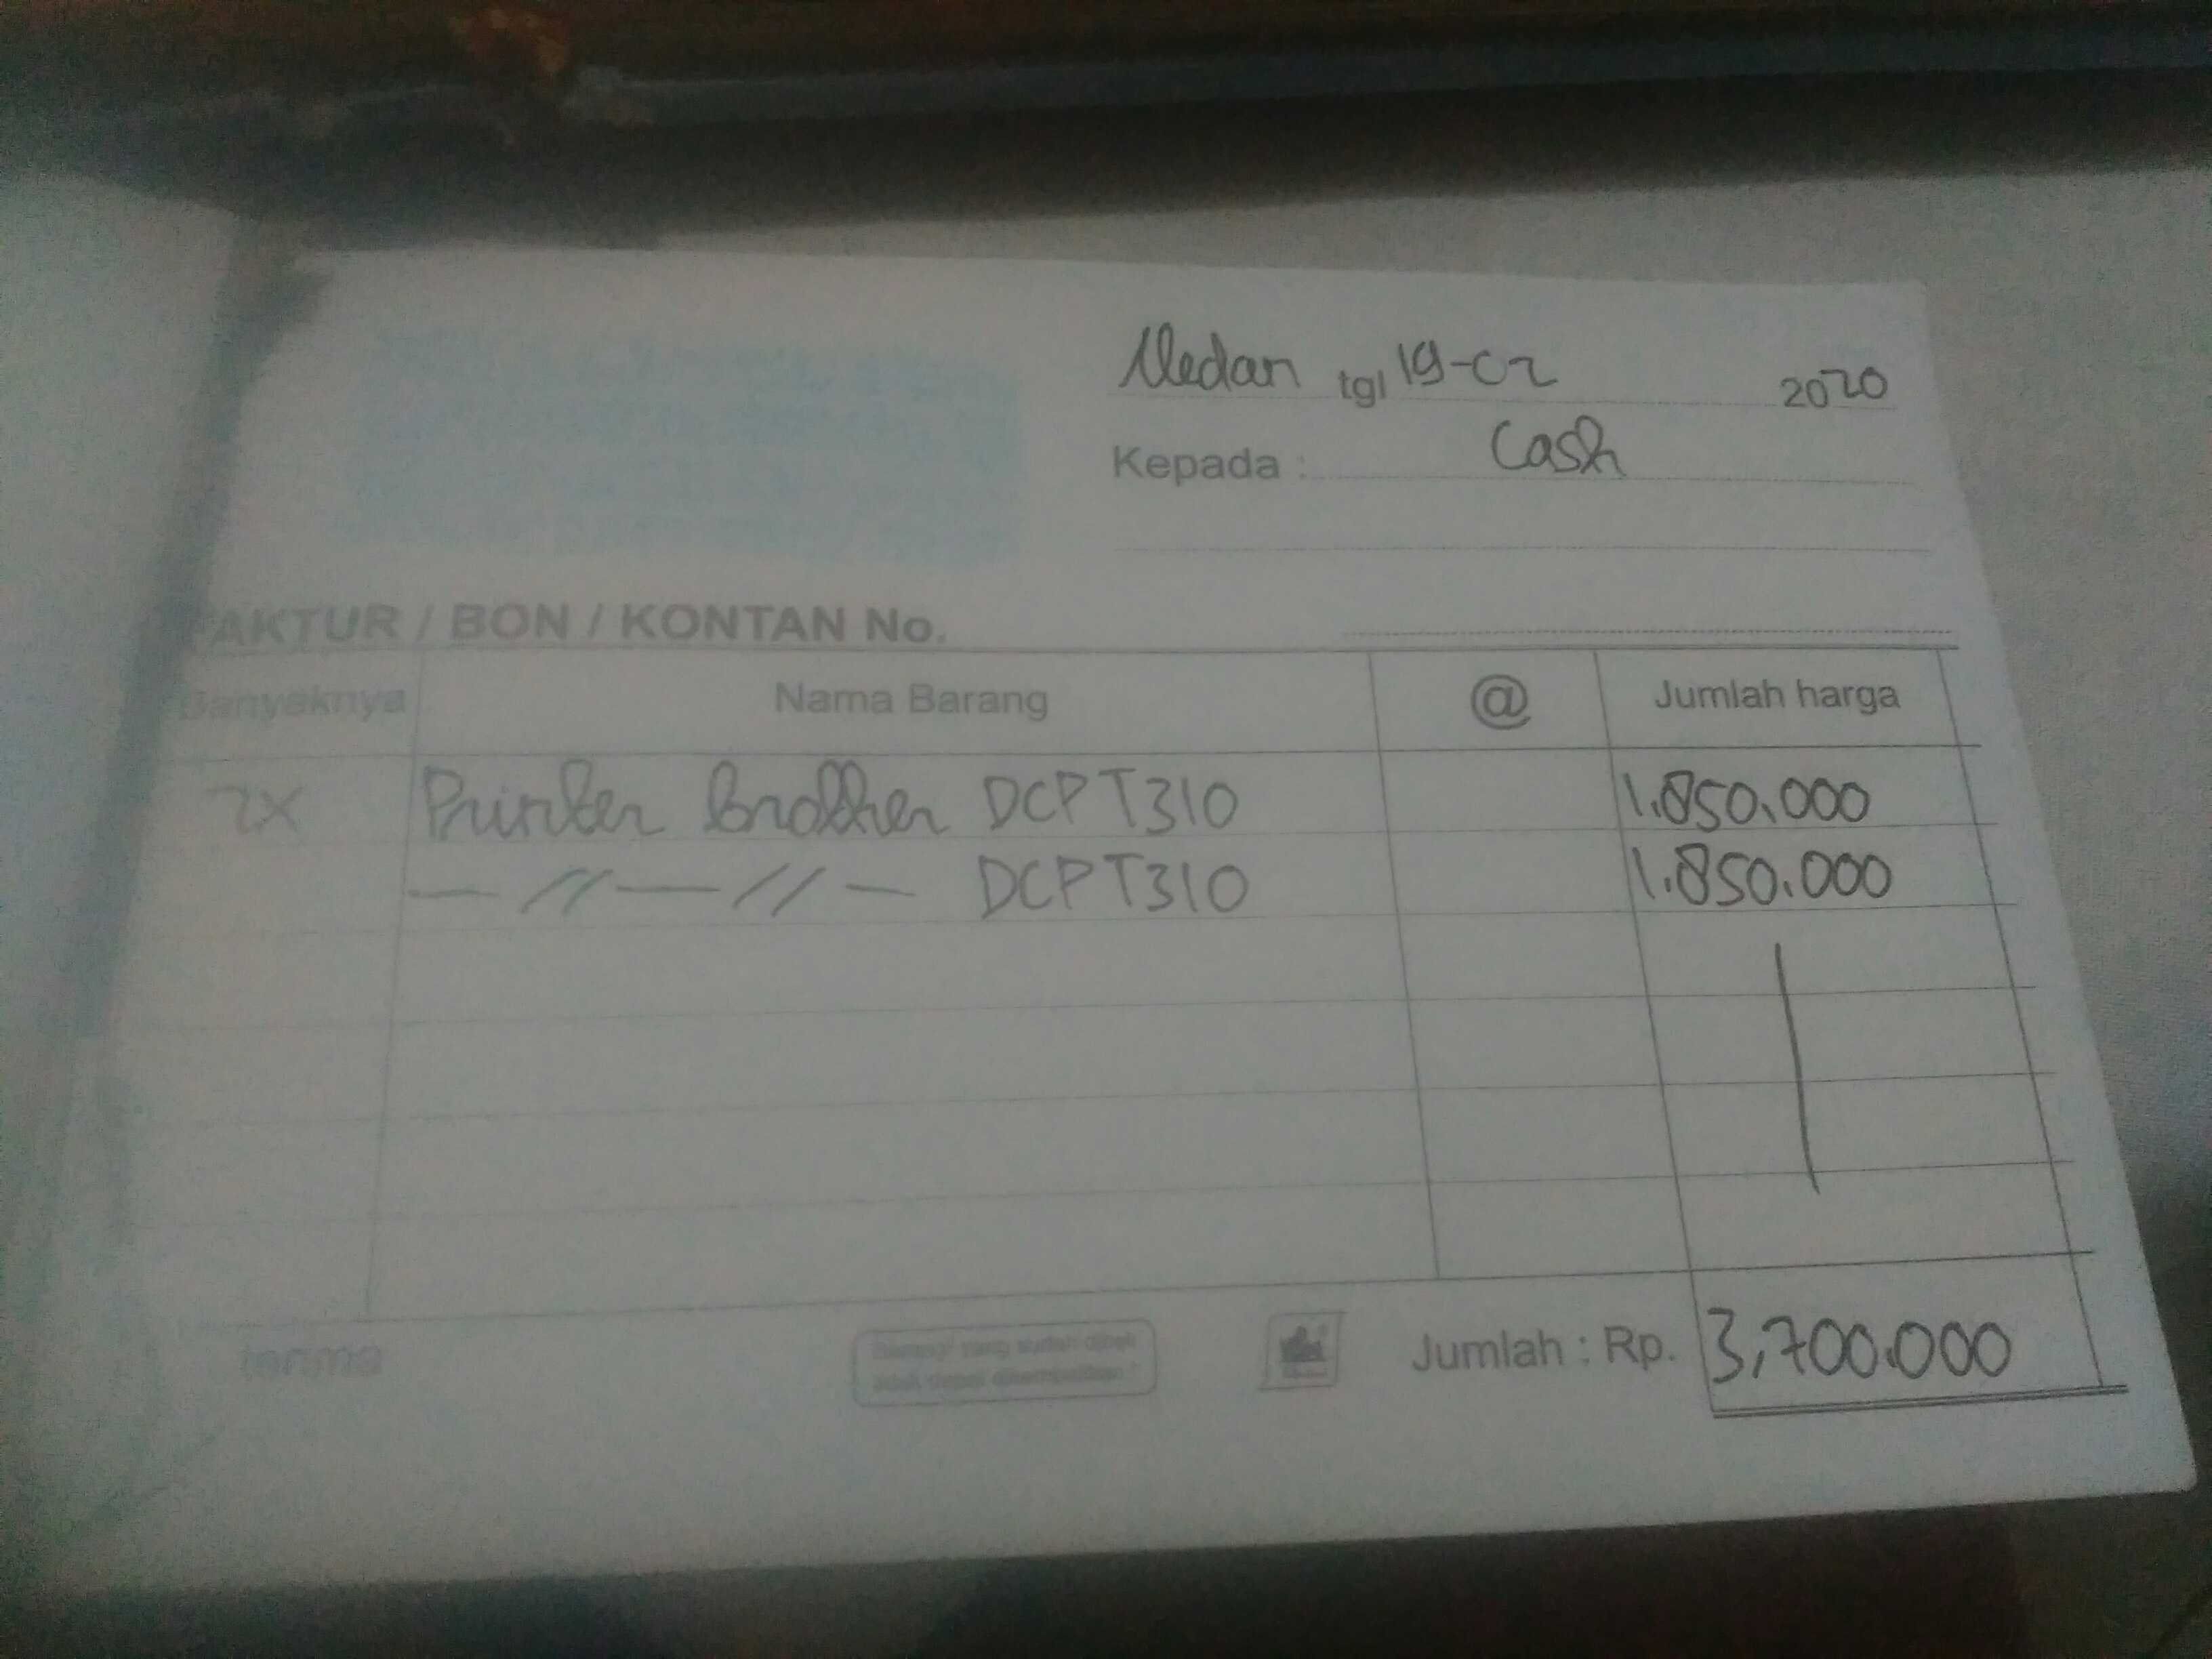 Medan tgl 19-02 2020
Kepada : Cash
FAKTUR / BON / KONTAN No.
Banyaknya Nama Barang @ Jumlah harga
2X Printer Brother DCPT310 1.850.000
— // — // — DCPT310 1.850.000
Jumlah : Rp. 3,700.000